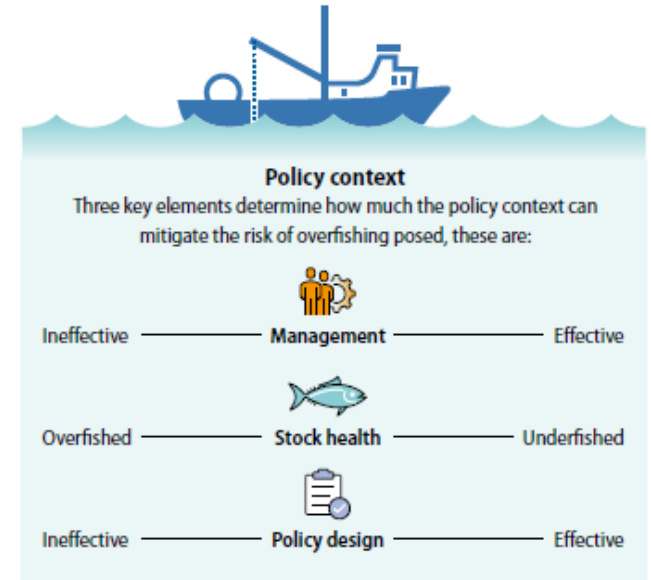 Policy context
Three key elements determine how much the policy context can
mitigate the risk of overfishing posed, these are:
Ineffective Management Effective
Overfished Stock health Underfished
Ineffective Policy design Effective